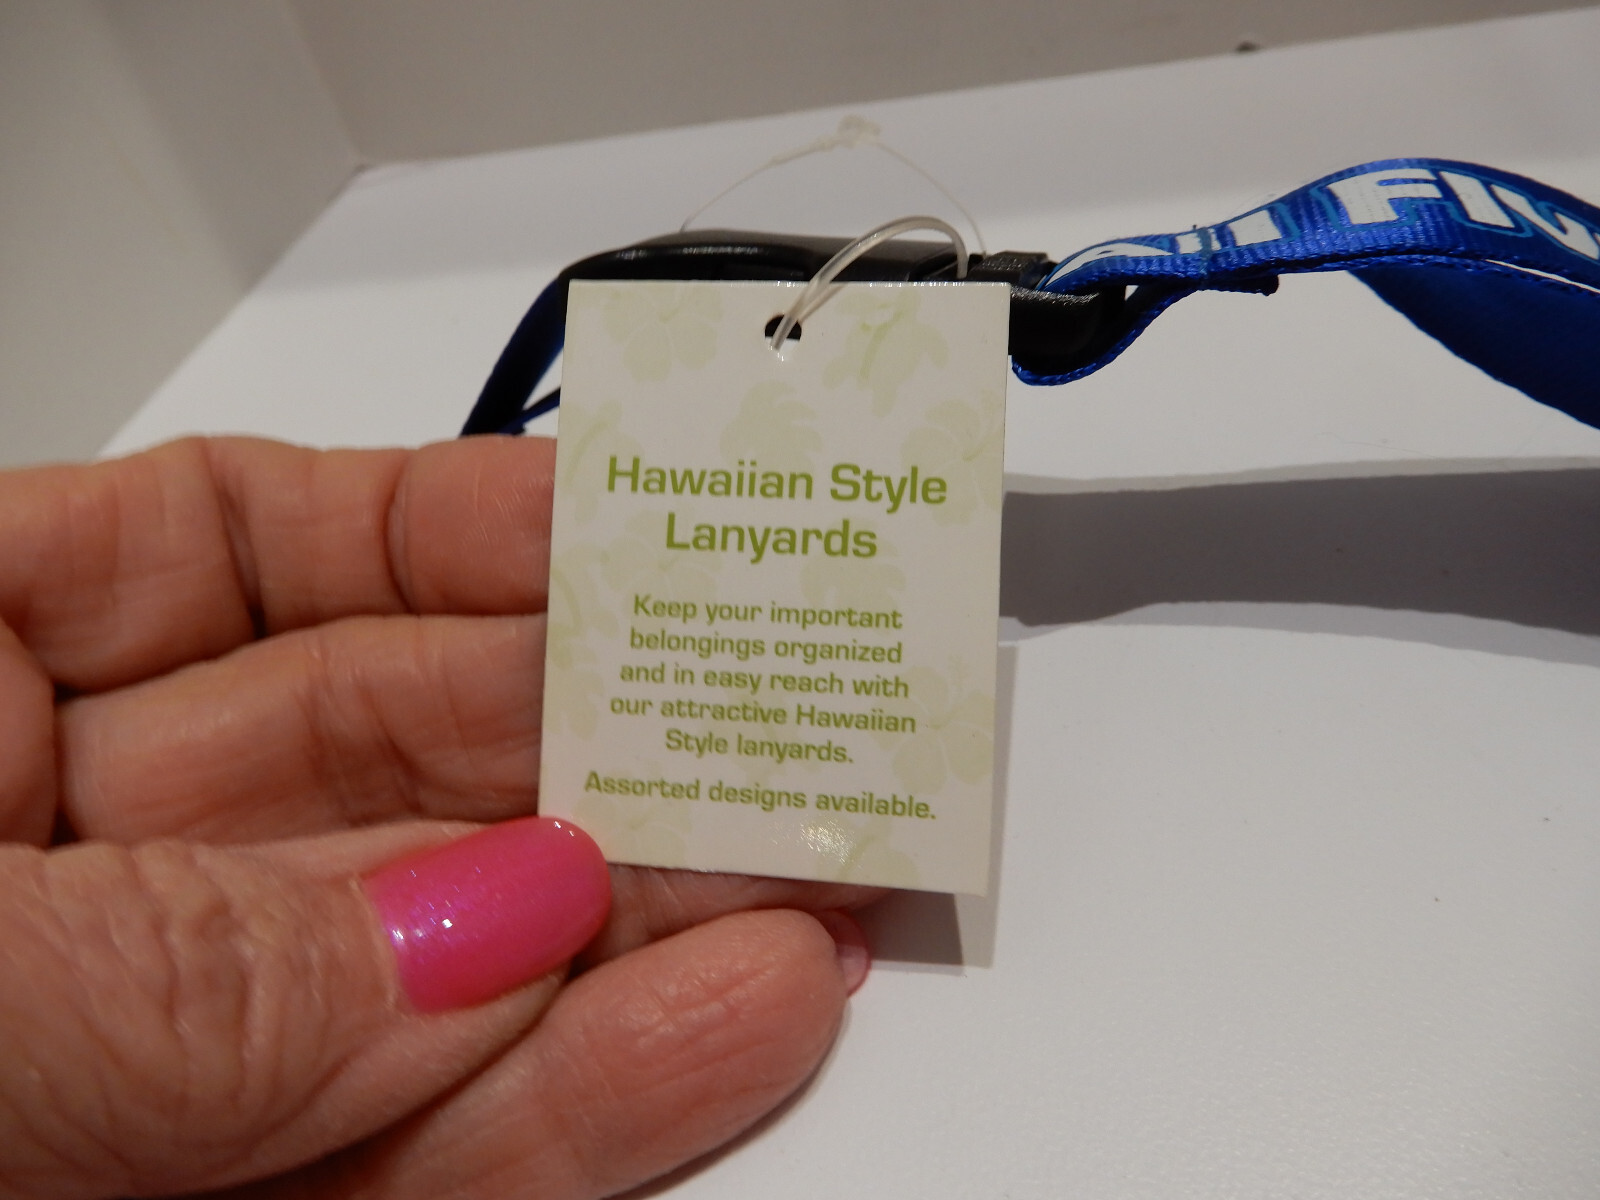 Hawaiian Style
Lanyards
Keep your important
belongings organized
and in easy reach with
our attractive Hawaiian
Style lanyards.
Assorted designs available.